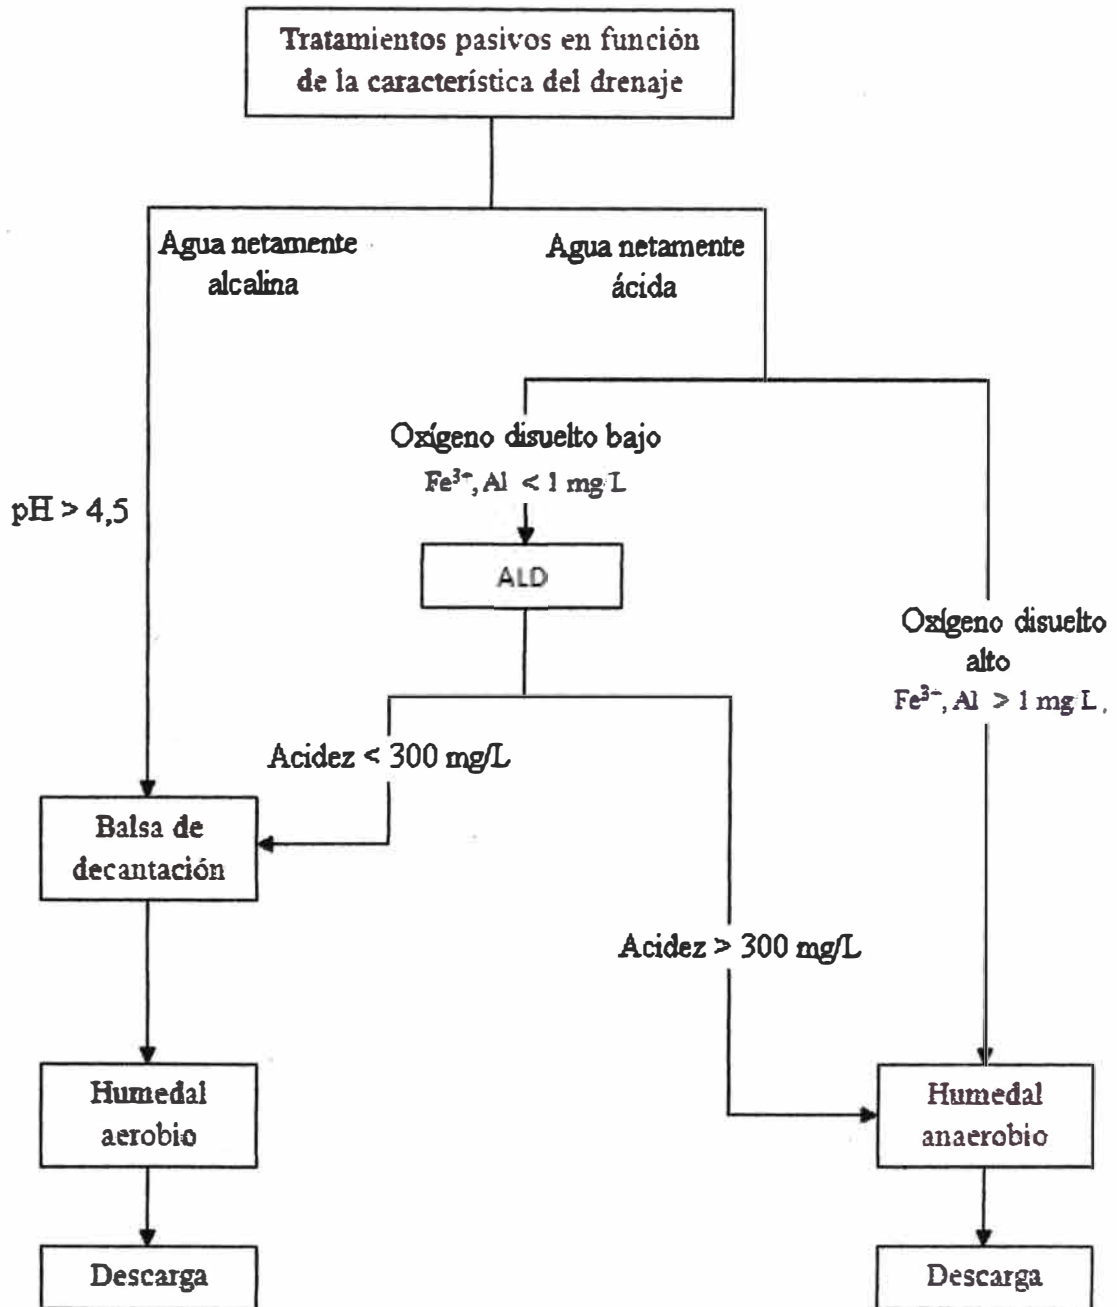 Tratamientos pasivos en función
de la característica del drenaje
Agua netamente
alcalina
Agua netamente
ácida
Oxígeno disuelto bajo
Fe³⁺, Al < 1 mg/L
pH > 4,5
ALD
Oxígeno disuelto
alto
Fe³⁺, Al > 1 mg/L,
Acidez < 300 mg/L
Balsa de
decantación
Acidez > 300 mg/L
Humedal
aerobio
Humedal
anaerobio
Descarga
Descarga